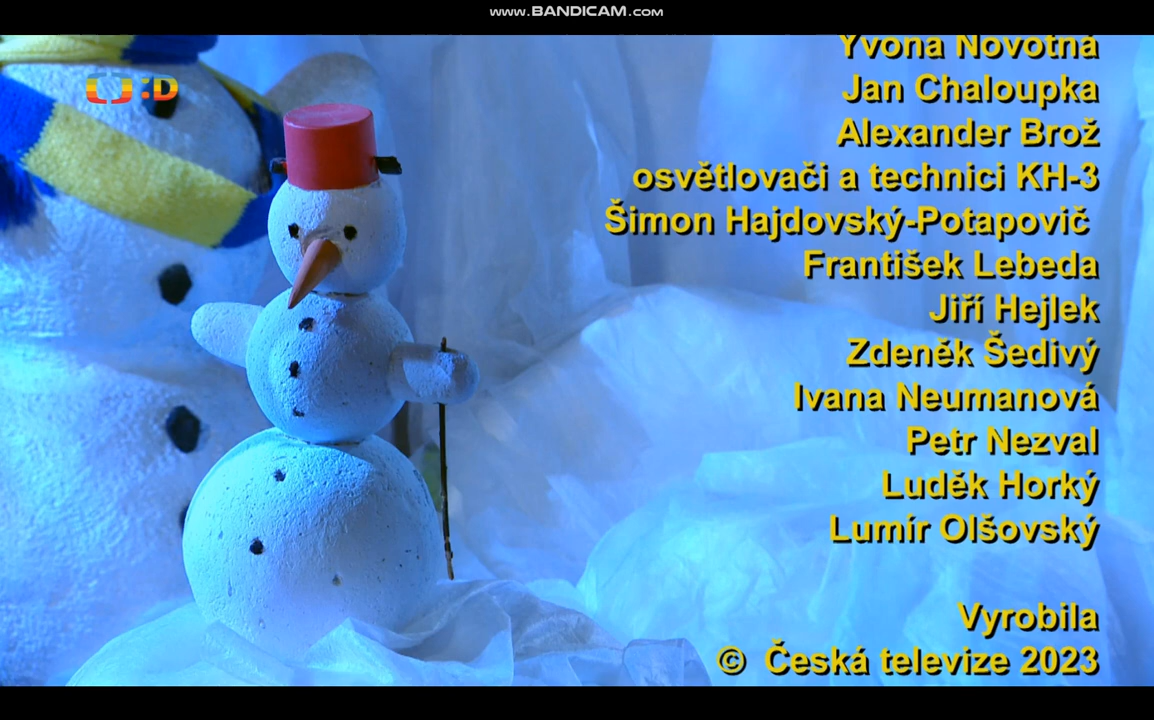 www.BANDICAM.com
:D
Yvona Novotná
Jan Chaloupka
Alexander Brož
osvětlovači a technici KH-3
Šimon Hajdovský-Potapovič
František Lebeda
Jiří Hejlek
Zdeněk Šedivý
Ivana Neumanová
Petr Nezval
Luděk Horký
Lumír Olšovský
Vyrobila
© Česká televize 2023